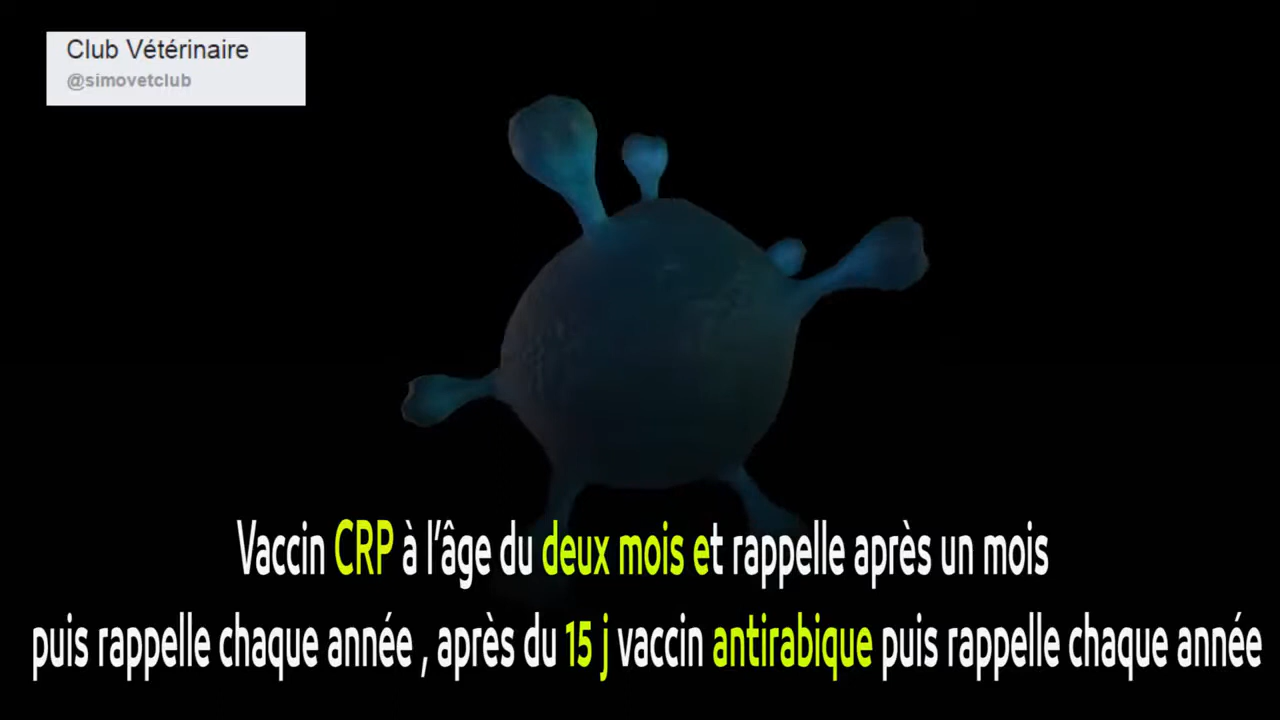 Club Vétérinaire
@simovetclub
Vaccin CRP à l'âge du deux mois et rappelle après un mois
puis rappelle chaque année , après du 15 j vaccin antirabique puis rappelle chaque année